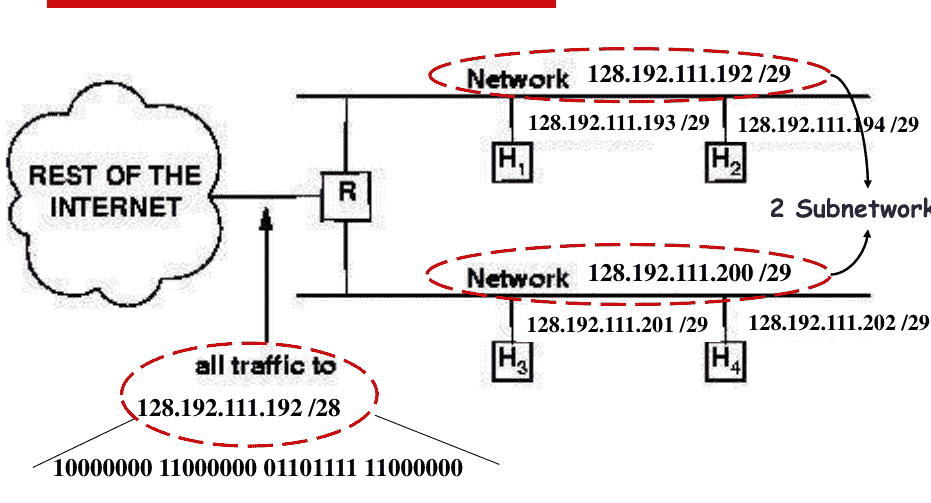 Network 128.192.111.192 /29
128.192.111.193 /29 128.192.111.194 /29
H1 H2
REST OF THE
INTERNET
R
2 Subnetwork
Network 128.192.111.200 /29
128.192.111.201 /29 128.192.111.202 /29
H3 H4
all traffic to
128.192.111.192 /28
10000000 11000000 01101111 11000000